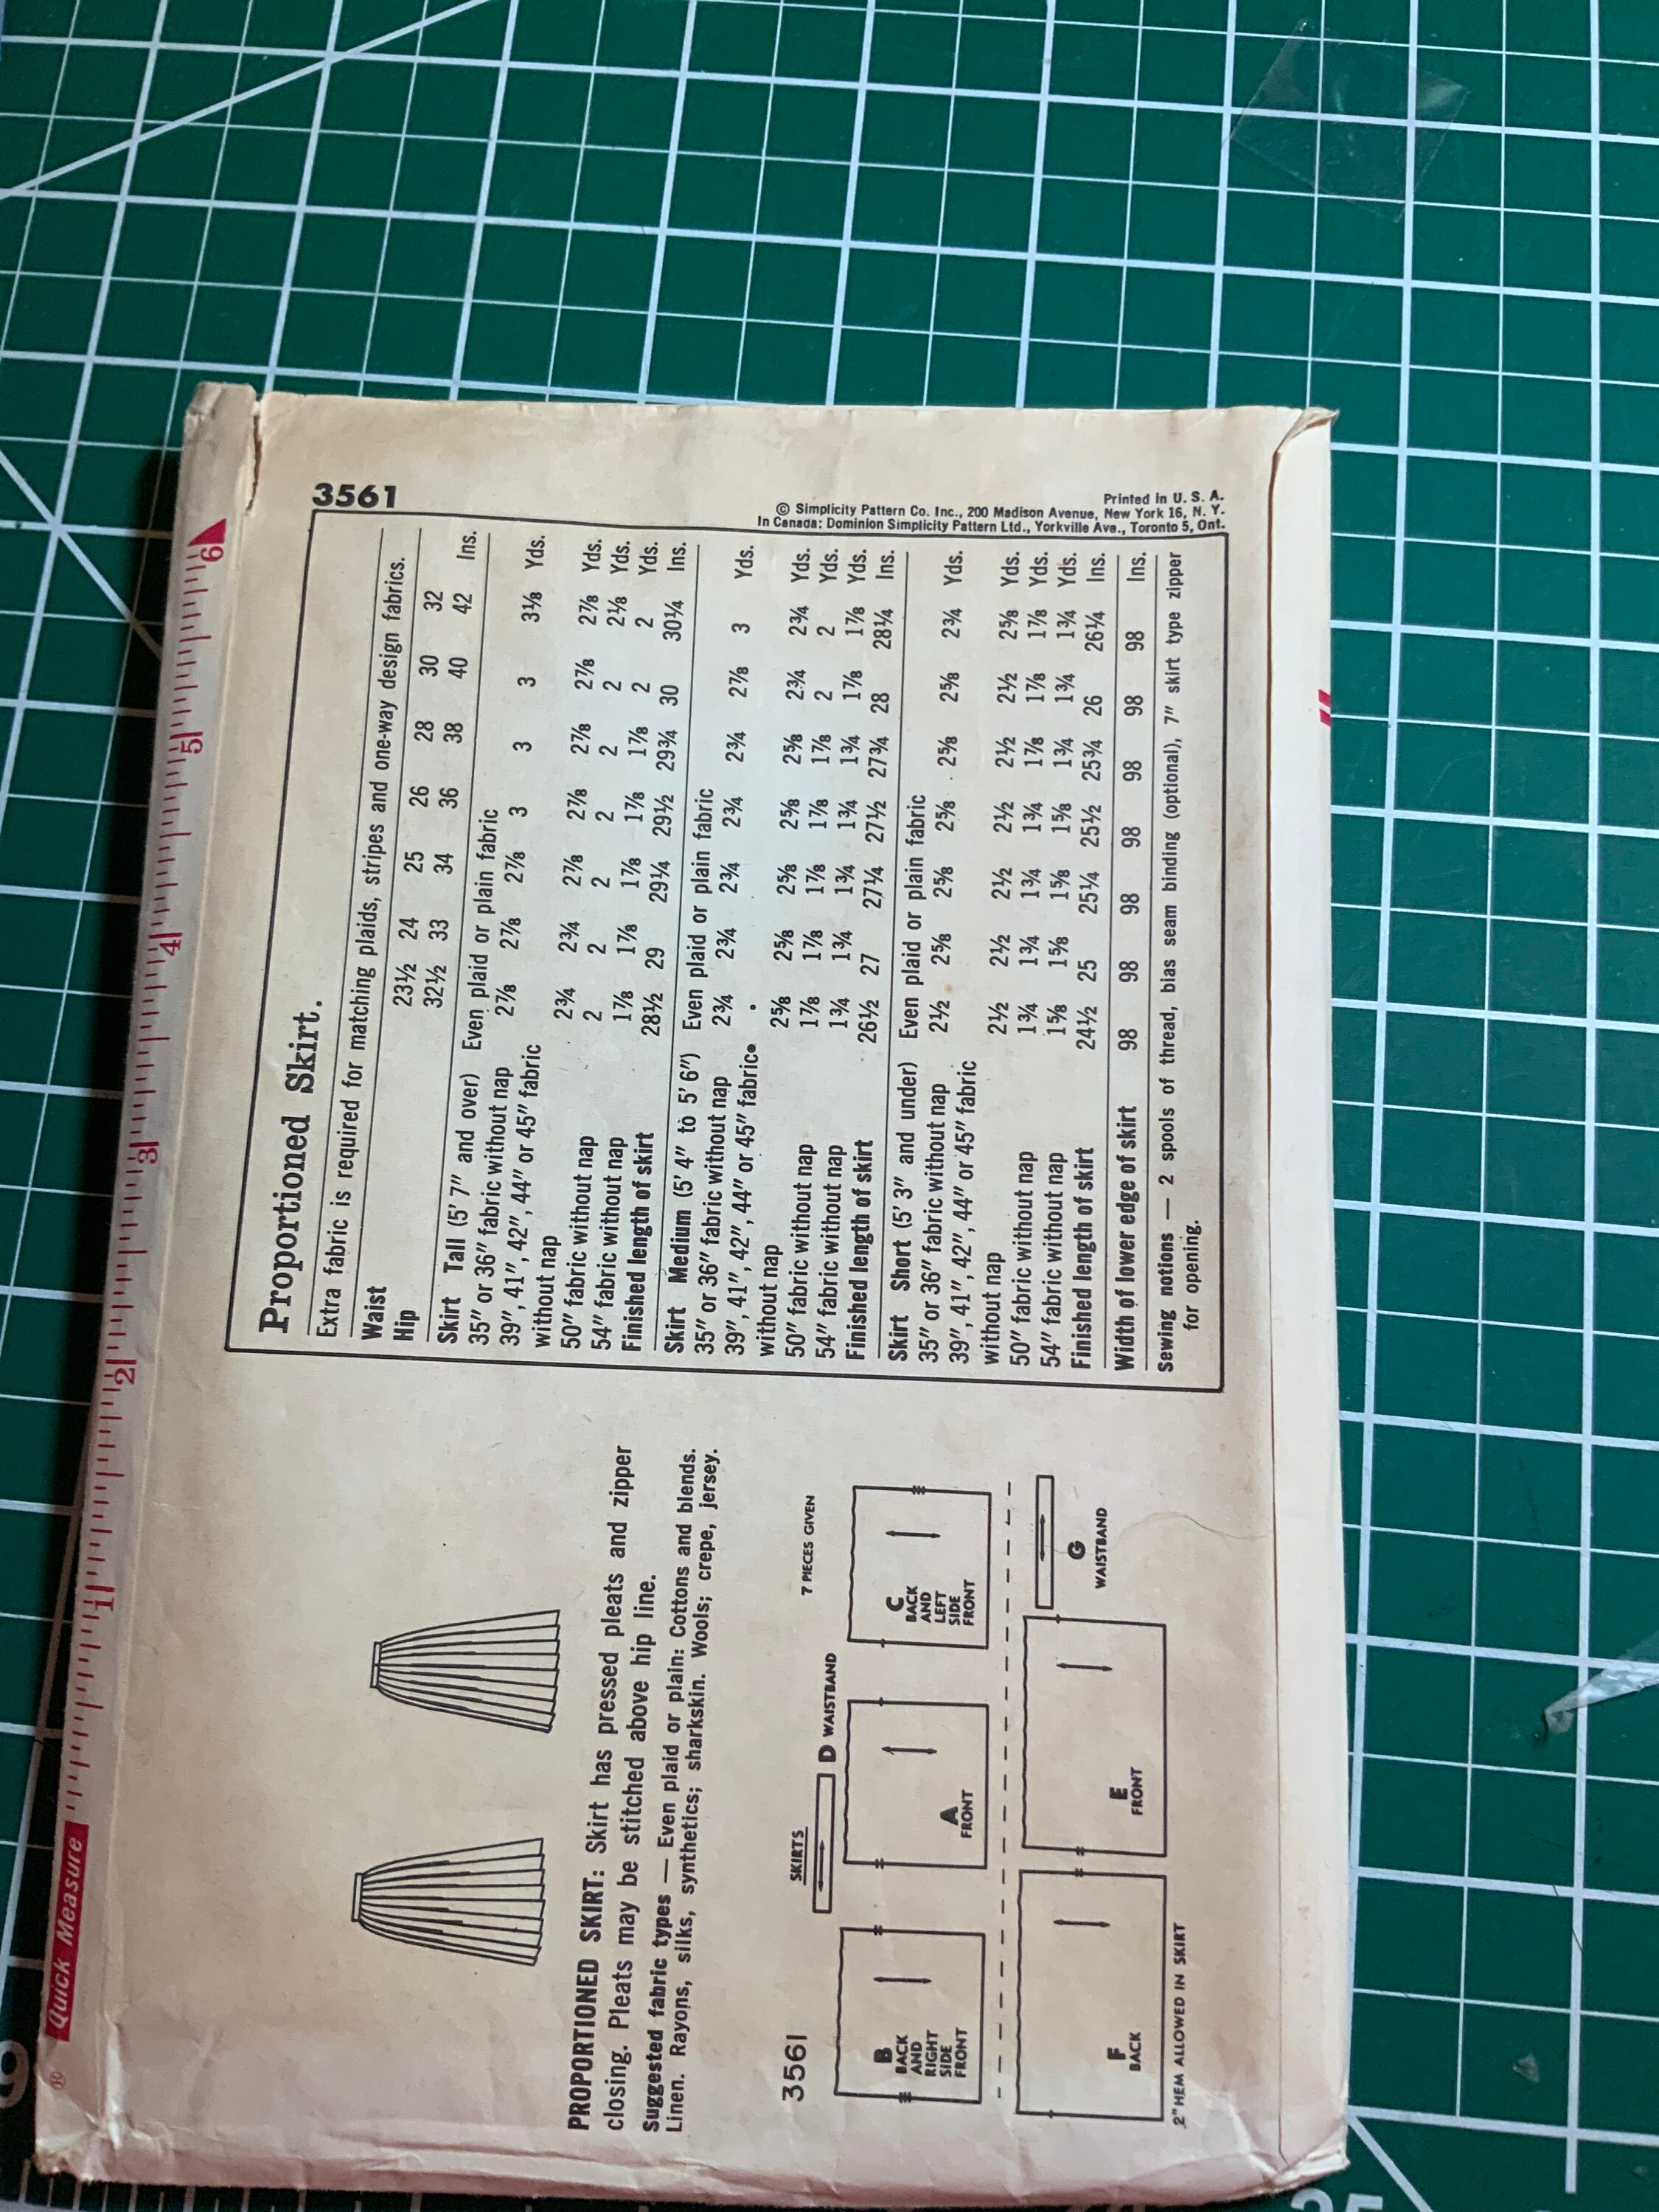 ® Quick Measure 1 2 3 4 5 6
PROPORTIONED SKIRT: Skirt has pressed pleats and zipper
closing. Pleats may be stitched above hip line.
Suggested fabric types — Even plaid or plain: Cottons and blends.
Linen. Rayons, silks, synthetics; sharkskin. Wools; crepe, jersey.
3561
SKIRTS
7 PIECES GIVEN
D WAISTBAND
B
BACK
AND
RIGHT
SIDE
FRONT
A
FRONT
C
BACK
AND
LEFT
SIDE
FRONT
F
BACK
E
FRONT
G
WAISTBAND
2" HEM ALLOWED IN SKIRT
3561
Proportioned Skirt.
Extra fabric is required for matching plaids, stripes and one-way design fabrics.
Waist 23½ 24 25 26 28 30 32
Hip 32½ 33 34 36 38 40 42 Ins.
Skirt Tall (5' 7" and over) Even plaid or plain fabric
35" or 36" fabric without nap 2⅞ 2⅞ 2⅞ 3 3 3 3⅛ Yds.
39", 41", 42", 44" or 45" fabric
without nap 2¾ 2¾ 2⅞ 2⅞ 2⅞ 2⅞ 2⅞ Yds.
50" fabric without nap 2 2 2 2 2 2 2⅛ Yds.
54" fabric without nap 1⅞ 1⅞ 1⅞ 1⅞ 1⅞ 2 2 Yds.
Finished length of skirt 28½ 29 29¼ 29½ 29¾ 30 30¼ Ins.
Skirt Medium (5' 4" to 5' 6") Even plaid or plain fabric
35" or 36" fabric without nap 2¾ 2¾ 2¾ 2¾ 2¾ 2⅞ 3 Yds.
39", 41", 42", 44" or 45" fabric
without nap 2⅝ 2⅝ 2⅝ 2⅝ 2⅝ 2¾ 2¾ Yds.
50" fabric without nap 1⅞ 1⅞ 1⅞ 1⅞ 1⅞ 2 2 Yds.
54" fabric without nap 1¾ 1¾ 1¾ 1¾ 1¾ 1⅞ 1⅞ Yds.
Finished length of skirt 26½ 27 27¼ 27½ 27¾ 28 28¼ Ins.
Skirt Short (5' 3" and under) Even plaid or plain fabric
35" or 36" fabric without nap 2½ 2⅝ 2⅝ 2⅝ 2⅝ 2⅝ 2¾ Yds.
39", 41", 42", 44" or 45" fabric
without nap 2½ 2½ 2½ 2½ 2½ 2½ 2⅝ Yds.
50" fabric without nap 1¾ 1¾ 1¾ 1¾ 1⅞ 1⅞ 1⅞ Yds.
54" fabric without nap 1⅝ 1⅝ 1⅝ 1⅝ 1¾ 1¾ 1¾ Yds.
Finished length of skirt 24½ 25 25¼ 25½ 25¾ 26 26¼ Ins.
Width of lower edge of skirt 98 98 98 98 98 98 98 Ins.
Sewing notions — 2 spools of thread, bias seam binding (optional), 7" skirt type zipper
for opening.
© Simplicity Pattern Co. Inc., 200 Madison Avenue, New York 16, N. Y.
In Canada: Dominion Simplicity Pattern Ltd., Yorkville Ave., Toronto 5, Ont.
Printed in U. S. A.